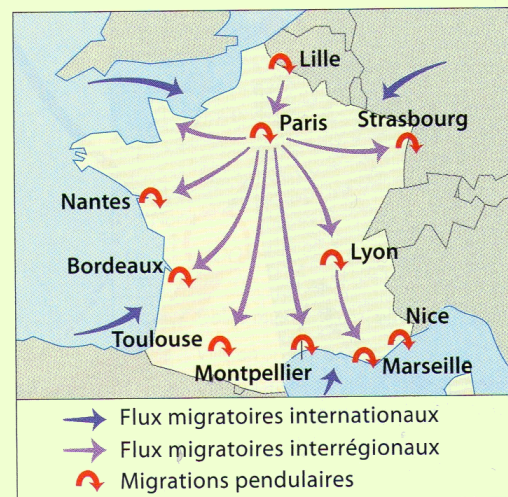 Lille
Paris
Strasbourg
Nantes
Lyon
Bordeaux
Nice
Toulouse
Marseille
Montpellier
Flux migratoires internationaux
Flux migratoires interrégionaux
Migrations pendulaires